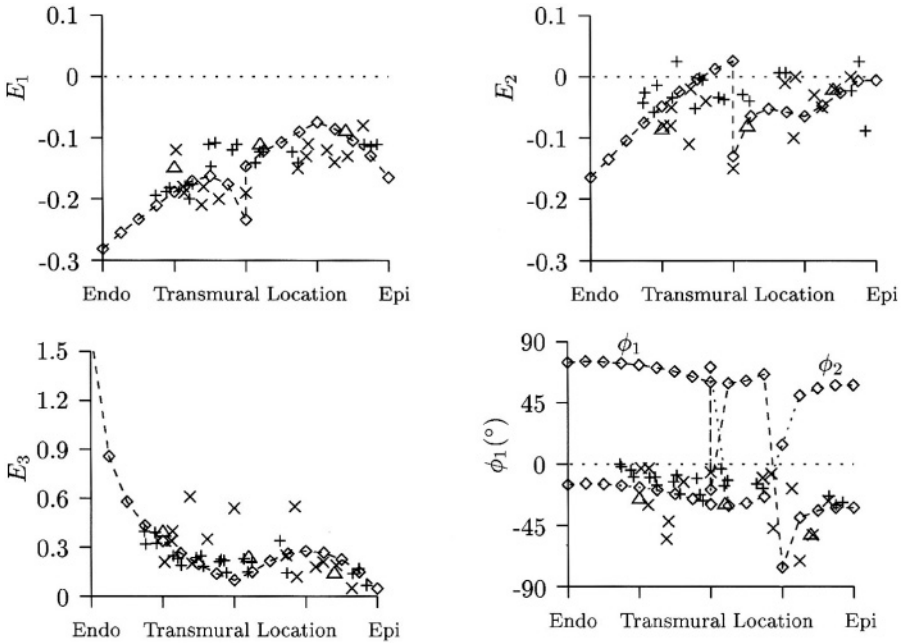 0.1
0
-0.1
-0.2
-0.3
E1
Endo Transmural Location Epi
0.1
0
-0.1
-0.2
-0.3
E2
Endo Transmural Location Epi
1.5
1.2
0.9
0.6
0.3
0
E3
Endo Transmural Location Epi
90
45
0
-45
-90
ϕ1(°)
ϕ1
ϕ2
Endo Transmural Location Epi